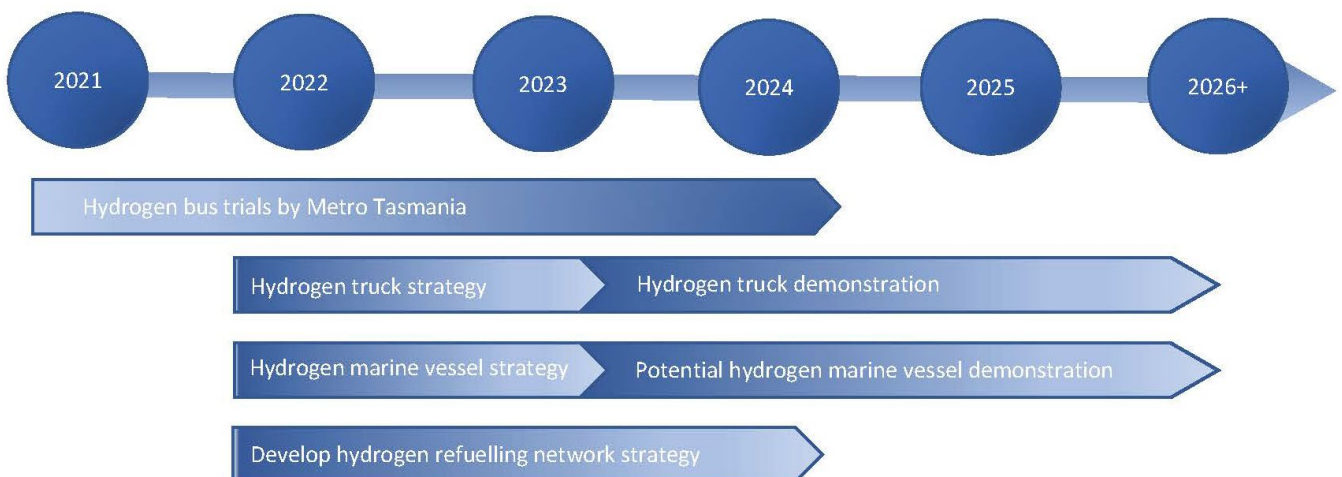 2021 2022 2023 2024 2025 2026+
Hydrogen bus trials by Metro Tasmania
Hydrogen truck strategy Hydrogen truck demonstration
Hydrogen marine vessel strategy Potential hydrogen marine vessel demonstration
Develop hydrogen refuelling network strategy